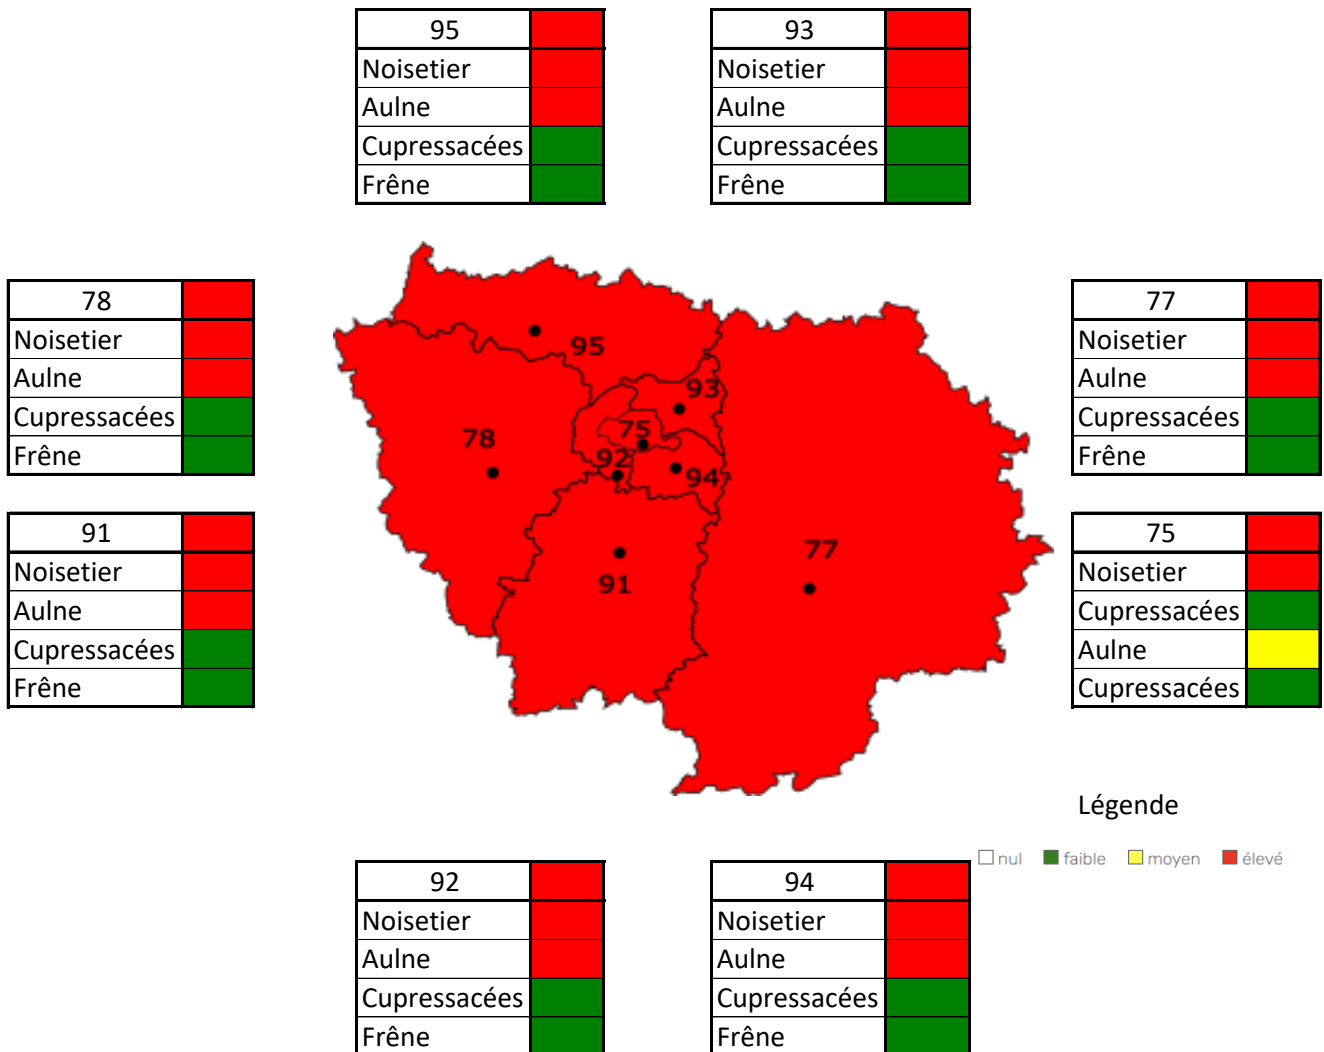 95
Noisetier
Aulne
Cupressacées
Frêne
93
Noisetier
Aulne
Cupressacées
Frêne
78
Noisetier
Aulne
Cupressacées
Frêne
91
Noisetier
Aulne
Cupressacées
Frêne
95
93
75
78
92
94
77
91
77
Noisetier
Aulne
Cupressacées
Frêne
75
Noisetier
Cupressacées
Aulne
Cupressacées
Légende
nul faible moyen élevé
92
Noisetier
Aulne
Cupressacées
Frêne
94
Noisetier
Aulne
Cupressacées
Frêne